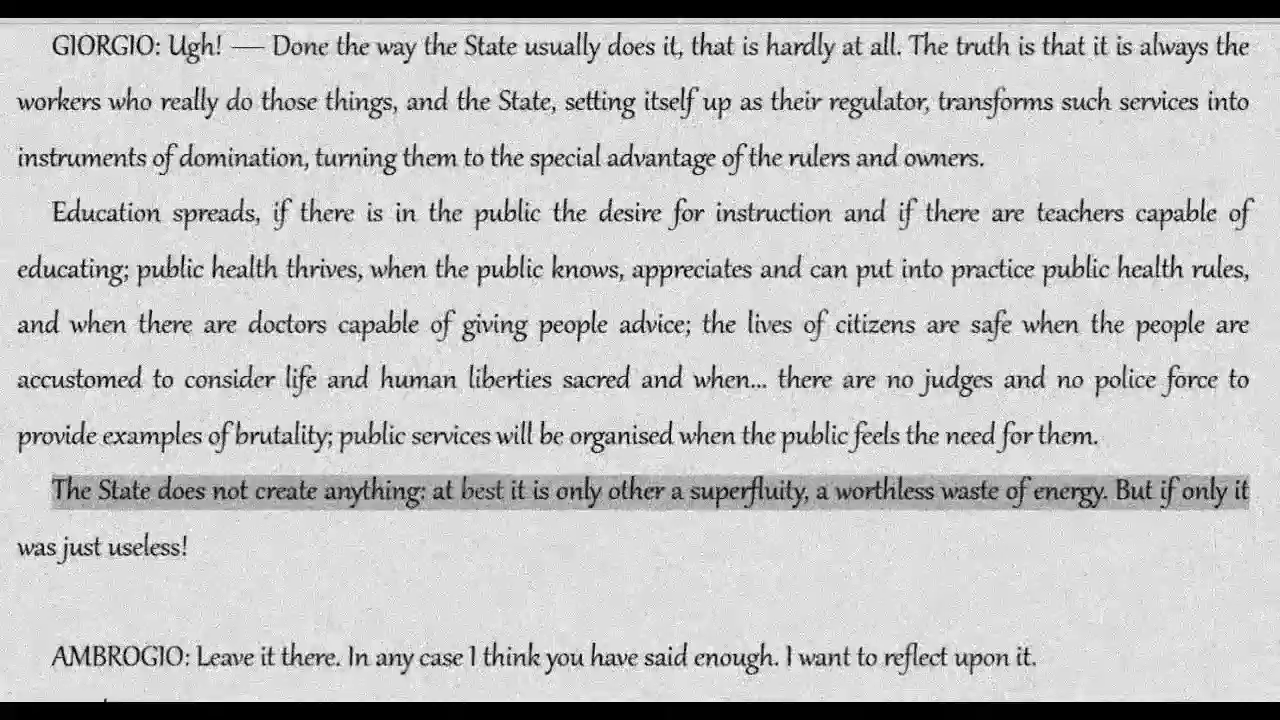 GIORGIO: Ugh! — Done the way the State usually does it, that is hardly at all. The truth is that it is always the
workers who really do those things, and the State, setting itself up as their regulator, transforms such services into
instruments of domination, turning them to the special advantage of the rulers and owners.
Education spreads, if there is in the public the desire for instruction and if there are teachers capable of
educating; public health thrives, when the public knows, appreciates and can put into practice public health rules,
and when there are doctors capable of giving people advice; the lives of citizens are safe when the people are
accustomed to consider life and human liberties sacred and when... there are no judges and no police force to
provide examples of brutality; public services will be organised when the public feels the need for them.
The State does not create anything: at best it is only other a superfluity, a worthless waste of energy. But if only it
was just useless!
AMBROGIO: Leave it there. In any case I think you have said enough. I want to reflect upon it.